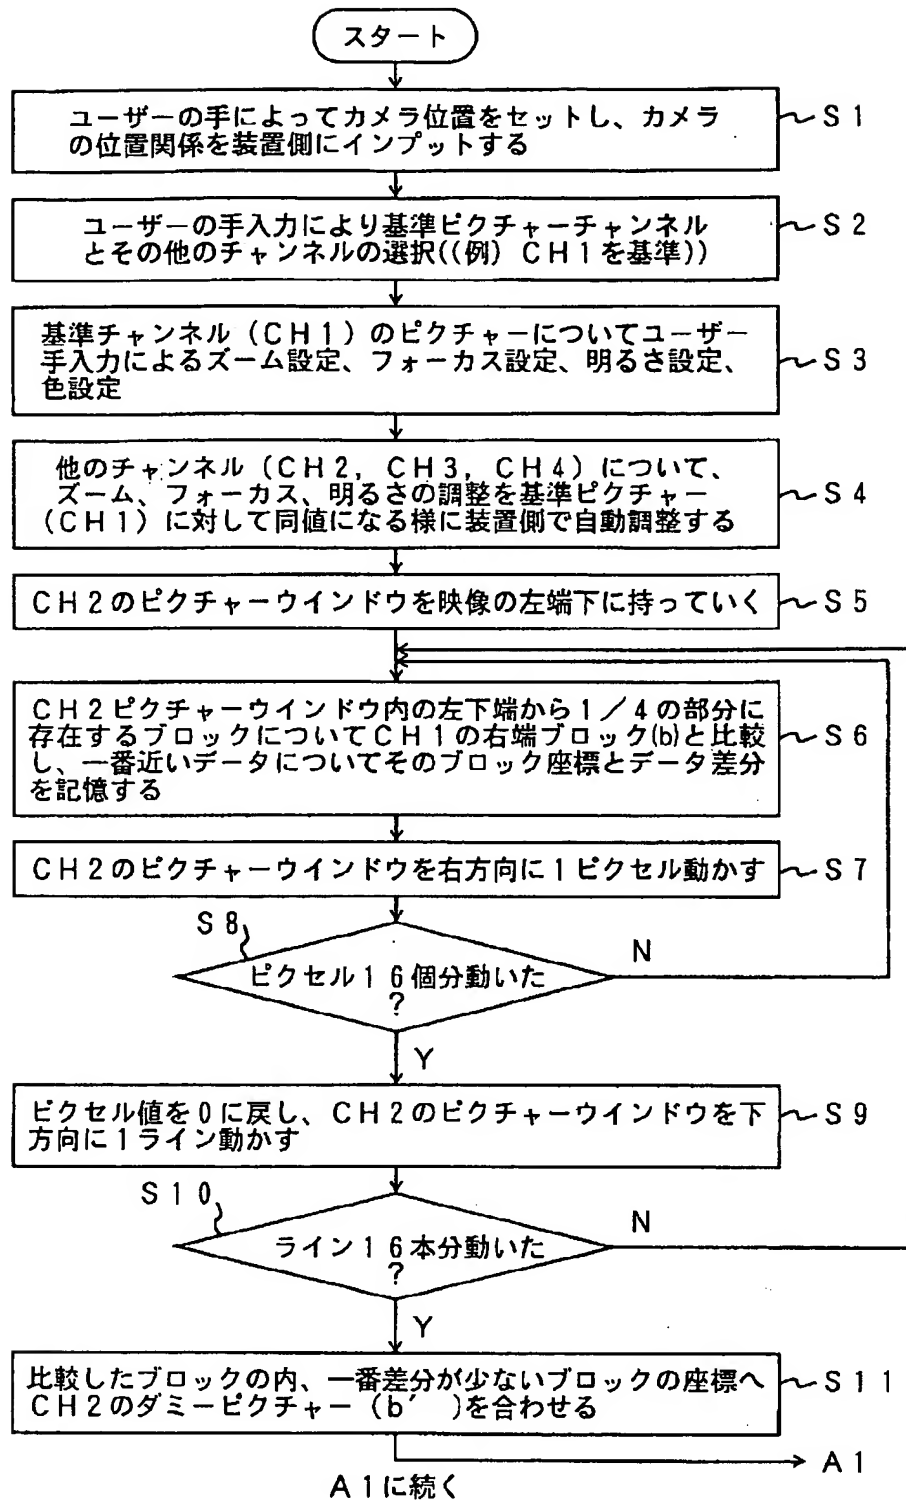 スタート
ユーザーの手によってカメラ位置をセットし、カメラ
の位置関係を装置側にインプットする
S1
ユーザーの手入力により基準ピクチャーチャンネル
とその他のチャンネルの選択((例)CH1を基準))
S2
基準チャンネル(CH1)のピクチャーについてユーザー
手入力によるズーム設定、フォーカス設定、明るさ設定、
色設定
S3
他のチャンネル(CH2,CH3,CH4)について、
ズーム、フォーカス、明るさの調整を基準ピクチャー
(CH1)に対して同値になる様に装置側で自動調整する
S4
CH2のピクチャーウインドウを映像の左端下に持っていく
S5
CH2ピクチャーウインドウ内の左下端から1/4の部分に
存在するブロックについてCH1の右端ブロック(b)と比較
し、一番近いデータについてそのブロック座標とデータ差分
を記憶する
S6
CH2のピクチャーウインドウを右方向に1ピクセル動かす
S7
S8
ピクセル16個分動いた
?
N
Y
ピクセル値を0に戻し、CH2のピクチャーウインドウを下
方向に1ライン動かす
S9
S10
ライン16本分動いた
?
N
Y
比較したブロックの内、一番差分が少ないブロックの座標へ
CH2のダミーピクチャー(b′ )を合わせる
S11
A1
A1に続く